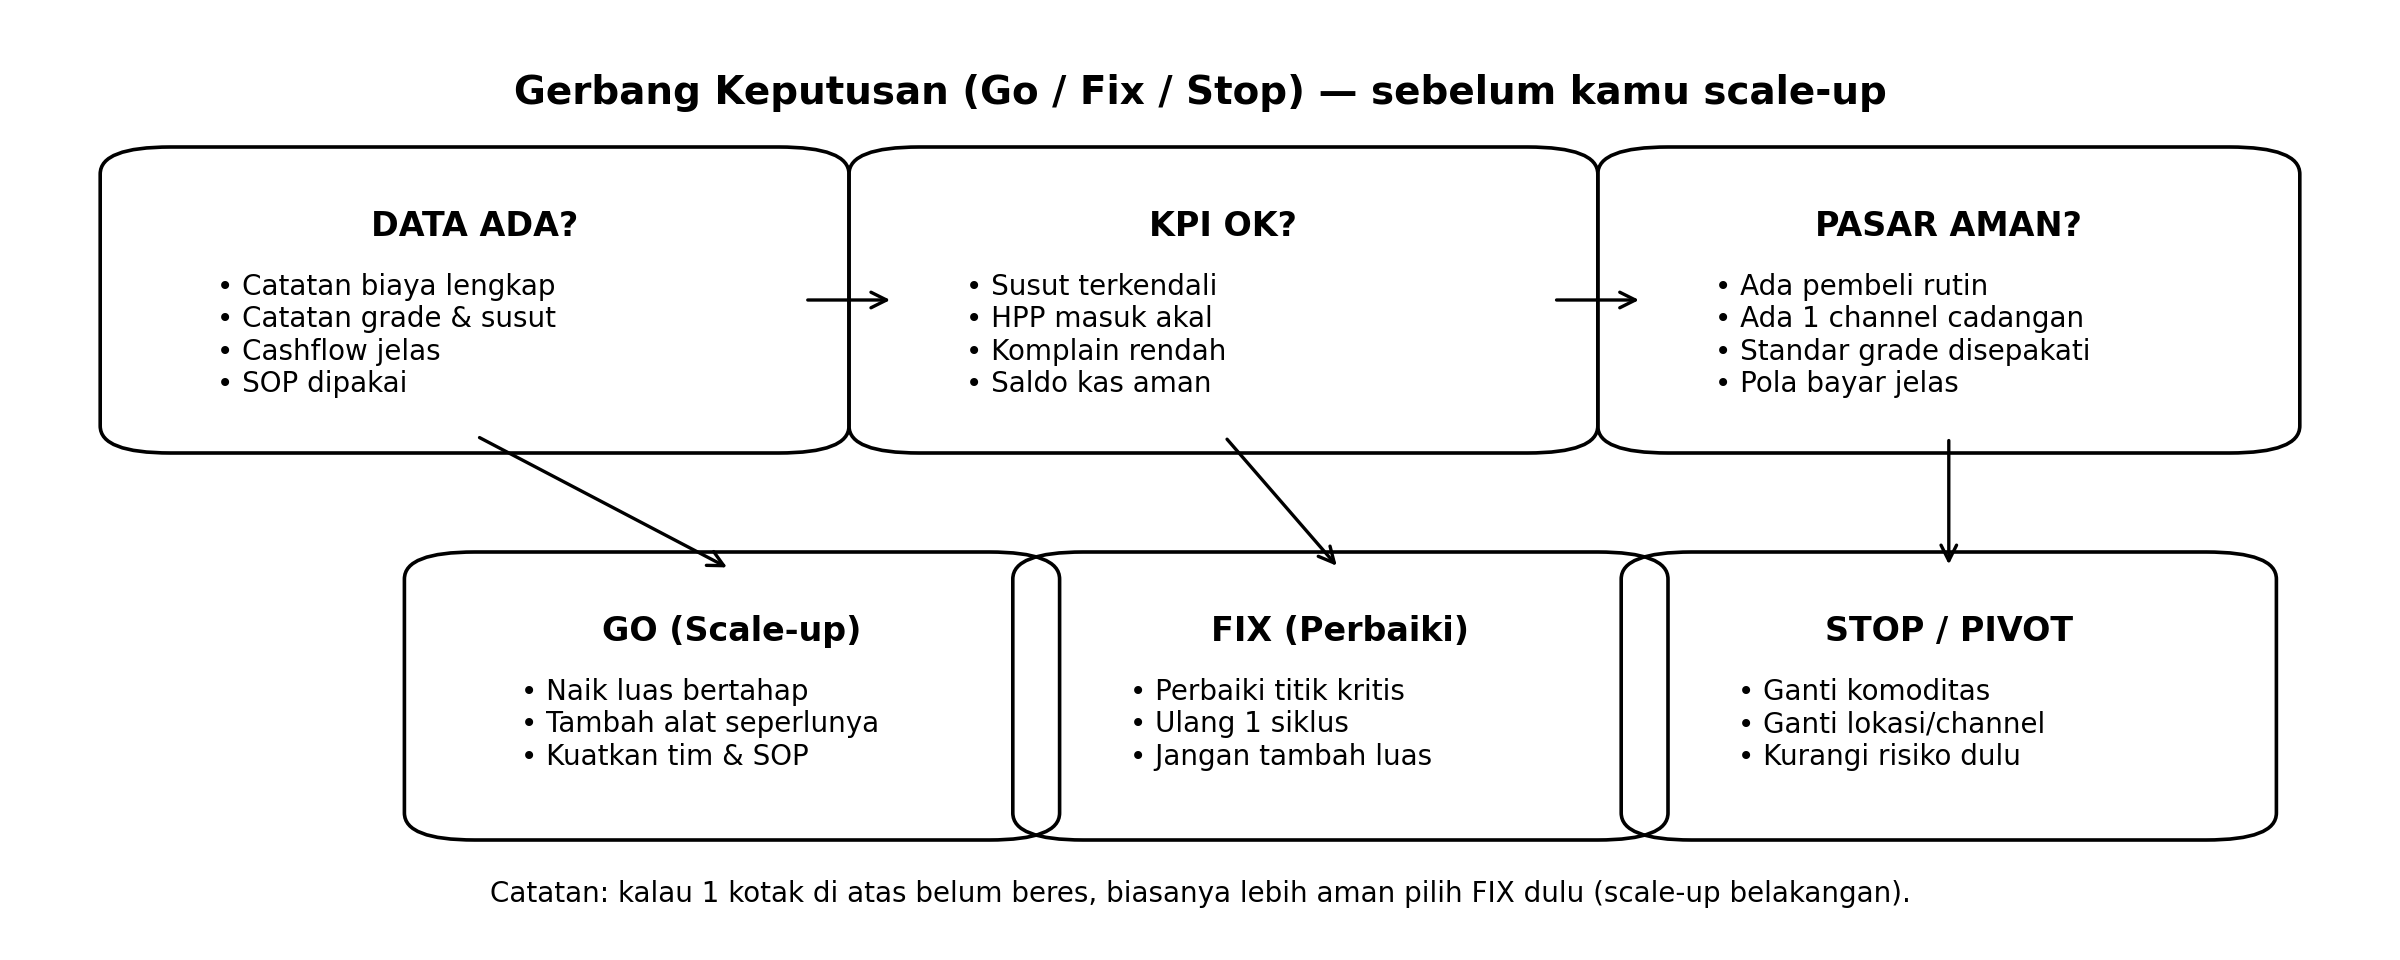 Gerbang Keputusan (Go / Fix / Stop) — sebelum kamu scale-up
DATA ADA?
• Catatan biaya lengkap
• Catatan grade & susut
• Cashflow jelas
• SOP dipakai
KPI OK?
• Susut terkendali
• HPP masuk akal
• Komplain rendah
• Saldo kas aman
PASAR AMAN?
• Ada pembeli rutin
• Ada 1 channel cadangan
• Standar grade disepakati
• Pola bayar jelas
GO (Scale-up)
• Naik luas bertahap
• Tambah alat seperlunya
• Kuatkan tim & SOP
FIX (Perbaiki)
• Perbaiki titik kritis
• Ulang 1 siklus
• Jangan tambah luas
STOP / PIVOT
• Ganti komoditas
• Ganti lokasi/channel
• Kurangi risiko dulu
Catatan: kalau 1 kotak di atas belum beres, biasanya lebih aman pilih FIX dulu (scale-up belakangan).